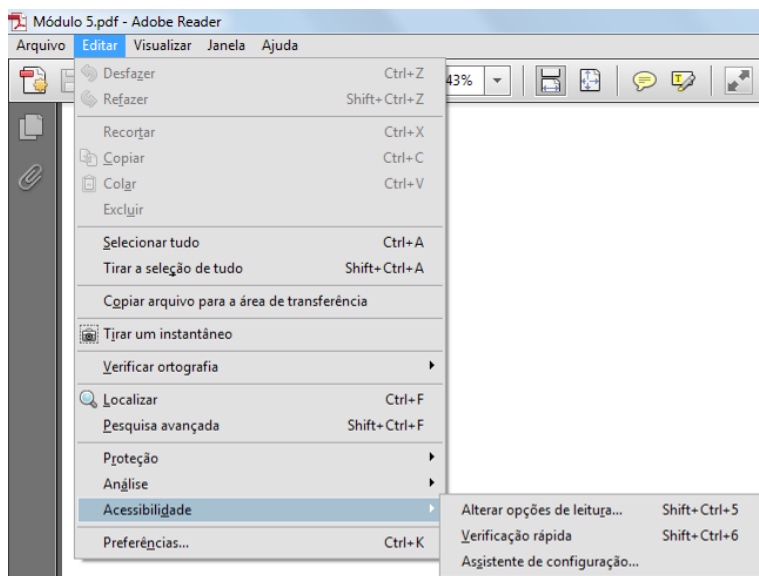 Módulo 5.pdf - Adobe Reader
Arquivo Editar Visualizar Janela Ajuda
43%
Desfazer Ctrl+Z
Refazer Shift+Ctrl+Z
Recortar Ctrl+X
Copiar Ctrl+C
Colar Ctrl+V
Excluir
Selecionar tudo Ctrl+A
Tirar a seleção de tudo Shift+Ctrl+A
Copiar arquivo para a área de transferência
Tirar um instantâneo
Verificar ortografia
Localizar Ctrl+F
Pesquisa avançada Shift+Ctrl+F
Proteção
Análise
Acessibilidade
Alterar opções de leitura... Shift+Ctrl+5
Verificação rápida Shift+Ctrl+6
Assistente de configuração...
Preferências... Ctrl+K